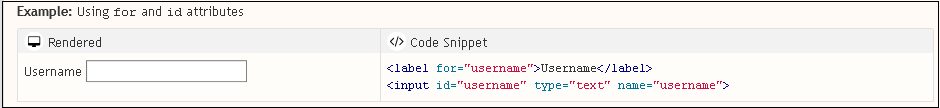 Example: Using for and id attributes
Rendered
Username
</> Code Snippet
<label for="username">Username</label>
<input id="username" type="text" name="username">